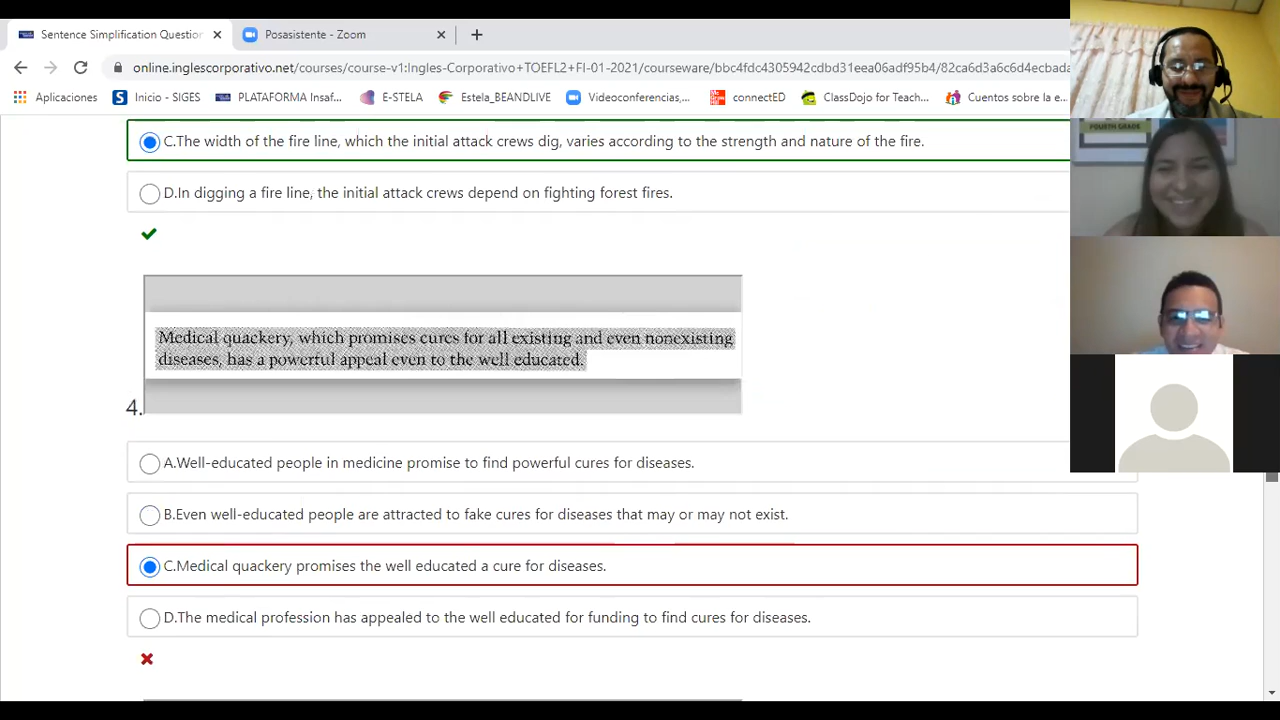 Sentence Simplification Question
Posasistente - Zoom
online.inglescorporativo.net/courses/course-v1:Ingles-Corporativo+TOEFL2+FI-01-2021/courseware/bbc4fdc4305942cdbd31eea06adf95b4/82ca6d3a6c6d4ecbada
Aplicaciones
Inicio - SIGES
PLATAFORMA Insaf...
E-STELA
Estela_BEANDLIVE
Videoconferencias,...
connectED
ClassDojo for Teach...
Cuentos sobre la e...
FOURTH GRADE
C.The width of the fire line, which the initial attack crews dig, varies according to the strength and nature of the fire.
D.In digging a fire line, the initial attack crews depend on fighting forest fires.
Medical quackery, which promises cures for all existing and even nonexisting
diseases, has a powerful appeal even to the well educated.
4.
A.Well-educated people in medicine promise to find powerful cures for diseases.
B.Even well-educated people are attracted to fake cures for diseases that may or may not exist.
C.Medical quackery promises the well educated a cure for diseases.
D.The medical profession has appealed to the well educated for funding to find cures for diseases.